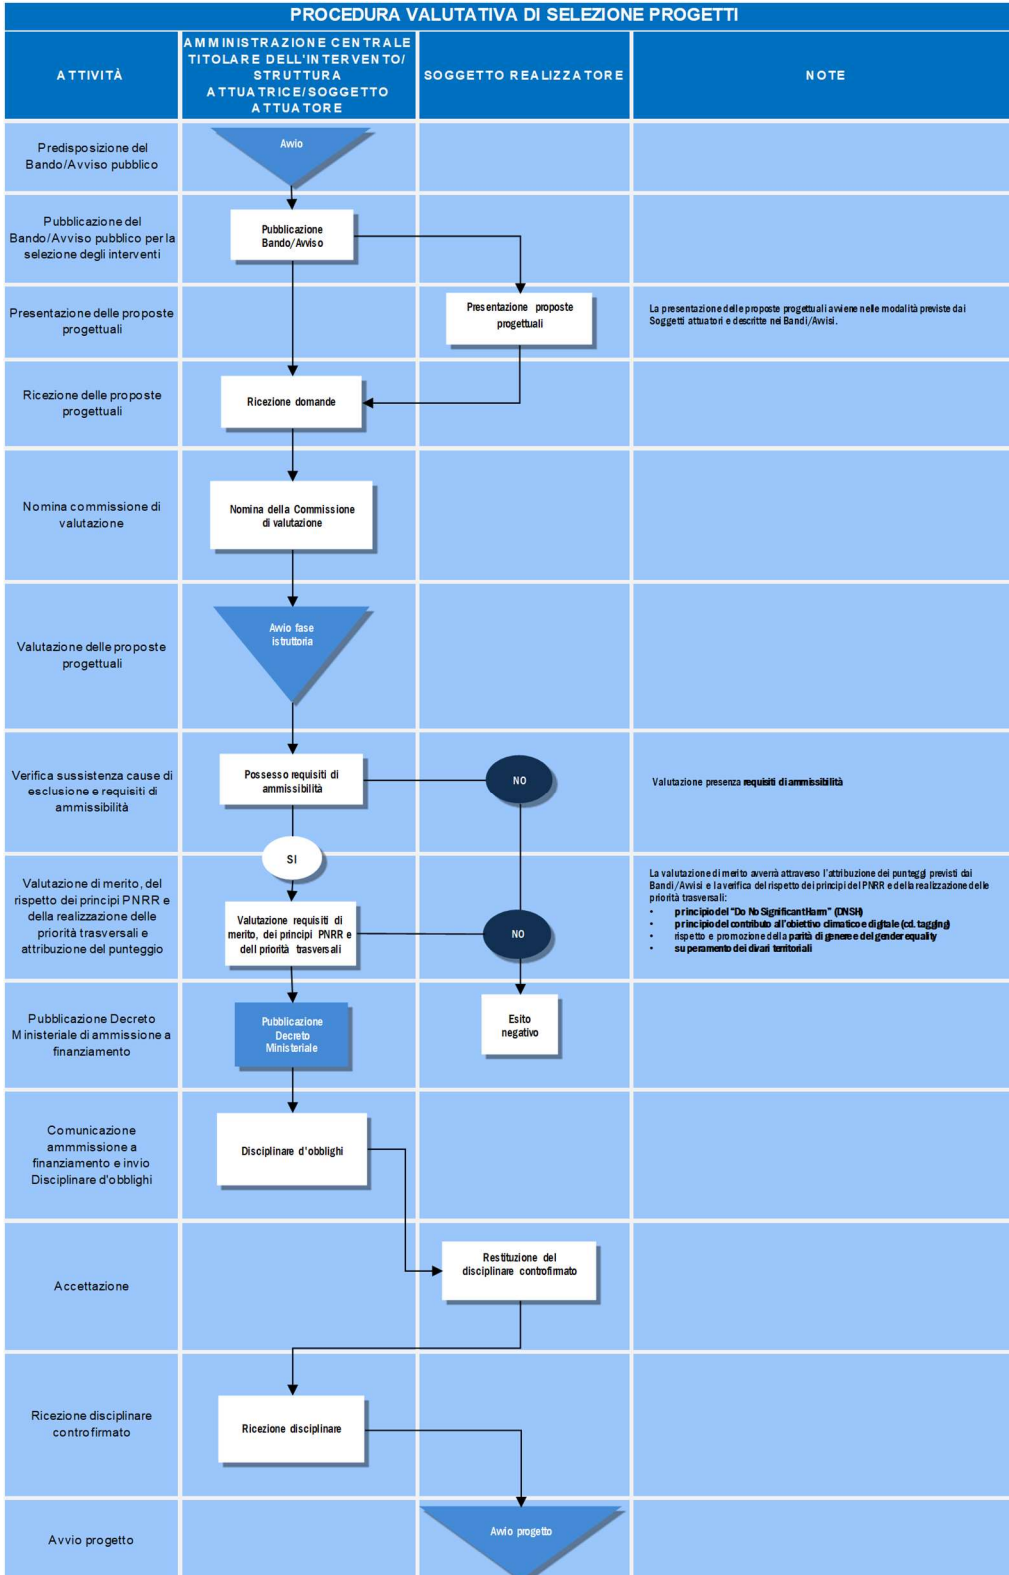 PROCEDURA VALUTATIVA DI SELEZIONE PROGETTI
ATTIVITÀ
AMMINISTRAZIONE CENTRALE
TITOLARE DELL'INTERVENTO/
STRUTTURA
ATTUATRICE/SOGGETTO
ATTUATORE
SOGGETTO REALIZZATORE
NOTE
Predisposizione del
Bando/Avviso pubblico
Avvio
Pubblicazione del
Bando/Avviso pubblico per la
selezione degli interventi
Pubblicazione
Bando/Avviso
Presentazione delle proposte
progettuali
Presentazione proposte
progettuali
La presentazione delle proposte progettuali avviene nelle modalità previste dai
Soggetti attuatori e descritte nei Bandi/Avvisi.
Ricezione delle proposte
progettuali
Ricezione domande
Nomina commissione di
valutazione
Nomina della Commissione
di valutazione
Valutazione delle proposte
progettuali
Avvio fase
istruttoria
Verifica sussistenza cause di
esclusione e requisiti di
ammissibilità
Possesso requisiti di
ammissibilità
NO
Valutazione presenza requisiti di ammissibilità
SI
Valutazione di merito, del
rispetto dei principi PNRR e
della realizzazione delle
priorità trasversali e
attribuzione del punteggio
Valutazione requisiti di
merito, dei principi PNRR e
dell priorità trasversali
NO
La valutazione di merito avverrà attraverso l'attribuzione dei punteggi previsti dai
Bandi/Avvisi e la verifica del rispetto dei principi del PNRR e della realizzazione delle
priorità trasversali:
• principio del "Do No Significant Harm" (DNSH)
• principio del contributo all'obiettivo climatico e digitale (cd. tagging)
• rispetto e promozione della parità di genere e del gender equality
• superamento dei divari territoriali
Pubblicazione Decreto
Ministeriale di ammissione a
finanziamento
Pubblicazione
Decreto
Ministeriale
Esito
negativo
Comunicazione
ammmissione a
finanziamento e invio
Disciplinare d'obblighi
Disciplinare d'obblighi
Accettazione
Restituzione del
disciplinare controfirmato
Ricezione disciplinare
controfirmato
Ricezione disciplinare
Avvio progetto
Avvio progetto